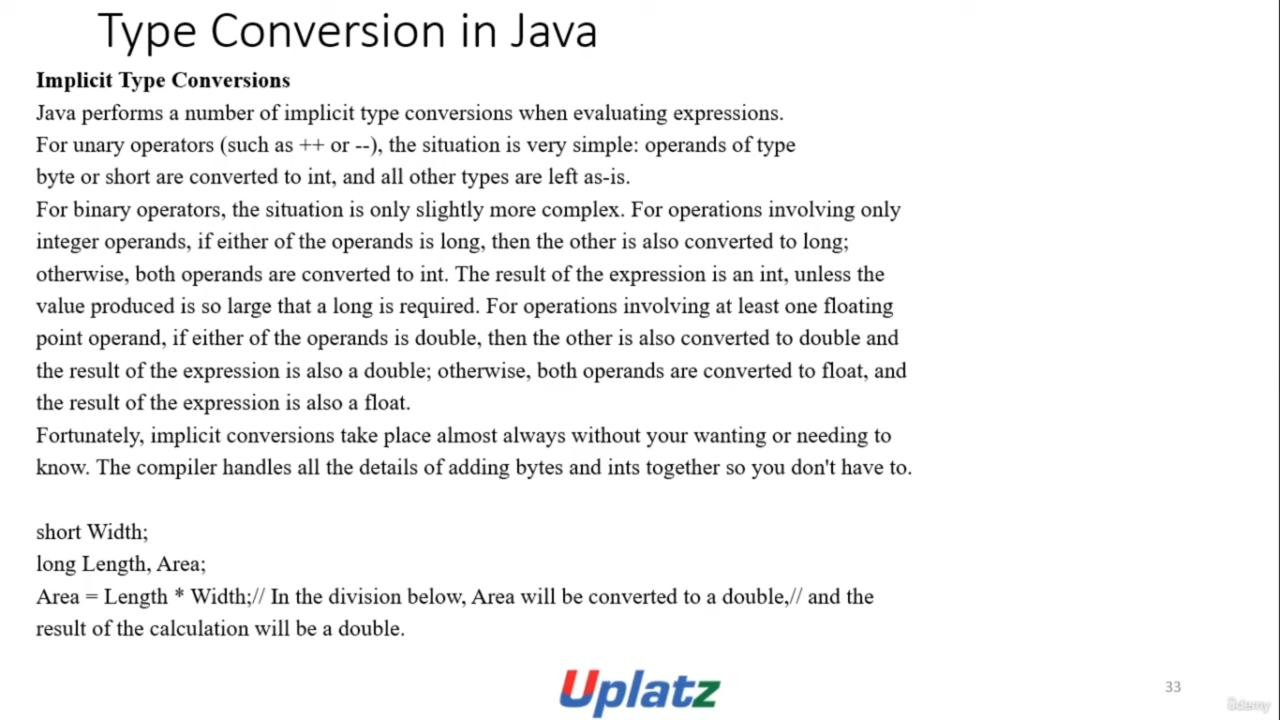 Type Conversion in Java
Implicit Type Conversions
Java performs a number of implicit type conversions when evaluating expressions.
For unary operators (such as ++ or --), the situation is very simple: operands of type
byte or short are converted to int, and all other types are left as-is.
For binary operators, the situation is only slightly more complex. For operations involving only
integer operands, if either of the operands is long, then the other is also converted to long;
otherwise, both operands are converted to int. The result of the expression is an int, unless the
value produced is so large that a long is required. For operations involving at least one floating
point operand, if either of the operands is double, then the other is also converted to double and
the result of the expression is also a double; otherwise, both operands are converted to float, and
the result of the expression is also a float.
Fortunately, implicit conversions take place almost always without your wanting or needing to
know. The compiler handles all the details of adding bytes and ints together so you don't have to.
short Width;
long Length, Area;
Area = Length * Width;// In the division below, Area will be converted to a double,// and the
result of the calculation will be a double.
Uplatz
33
ûdemy